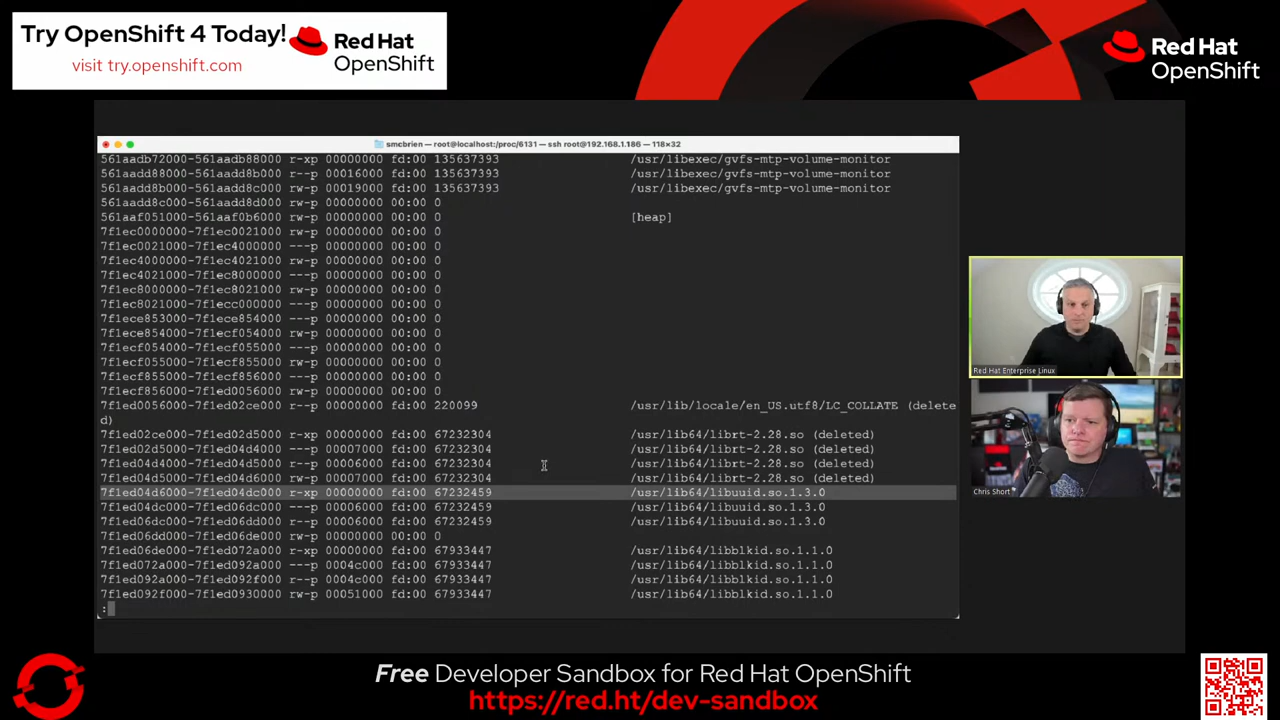 Try OpenShift 4 Today!
visit try.openshift.com
Red Hat
OpenShift
Red Hat
OpenShift
smcbrien — root@localhost:/proc/6131 — ssh root@192.168.1.186 — 118×32
561aadb72000-561aadb88000 r-xp 00000000 fd:00 135637393 /usr/libexec/gvfs-mtp-volume-monitor
561aadd88000-561aadd8b000 r--p 00016000 fd:00 135637393 /usr/libexec/gvfs-mtp-volume-monitor
561aadd8b000-561aadd8c000 rw-p 00019000 fd:00 135637393 /usr/libexec/gvfs-mtp-volume-monitor
561aadd8c000-561aadd8d000 rw-p 00000000 00:00 0
561aaf051000-561aaf0b6000 rw-p 00000000 00:00 0 [heap]
7f1ec0000000-7f1ec0021000 rw-p 00000000 00:00 0
7f1ec0021000-7f1ec4000000 ---p 00000000 00:00 0
7f1ec4000000-7f1ec4021000 rw-p 00000000 00:00 0
7f1ec4021000-7f1ec8000000 ---p 00000000 00:00 0
7f1ec8000000-7f1ec8021000 rw-p 00000000 00:00 0
7f1ec8021000-7f1ecc000000 ---p 00000000 00:00 0
7f1ece853000-7f1ece854000 ---p 00000000 00:00 0
7f1ece854000-7f1ecf054000 rw-p 00000000 00:00 0
7f1ecf054000-7f1ecf055000 ---p 00000000 00:00 0
7f1ecf055000-7f1ecf855000 rw-p 00000000 00:00 0
7f1ecf855000-7f1ecf856000 ---p 00000000 00:00 0
7f1ecf856000-7f1ed0056000 rw-p 00000000 00:00 0
7f1ed0056000-7f1ed02ce000 r--p 00000000 fd:00 220099 /usr/lib/locale/en_US.utf8/LC_COLLATE (delete
d)
7f1ed02ce000-7f1ed02d5000 r-xp 00000000 fd:00 67232304 /usr/lib64/librt-2.28.so (deleted)
7f1ed02d5000-7f1ed04d4000 ---p 00007000 fd:00 67232304 /usr/lib64/librt-2.28.so (deleted)
7f1ed04d4000-7f1ed04d5000 r--p 00006000 fd:00 67232304 /usr/lib64/librt-2.28.so (deleted)
7f1ed04d5000-7f1ed04d6000 rw-p 00007000 fd:00 67232304 /usr/lib64/librt-2.28.so (deleted)
7f1ed04d6000-7f1ed04dc000 r-xp 00000000 fd:00 67232459 /usr/lib64/libuuid.so.1.3.0
7f1ed04dc000-7f1ed06dc000 ---p 00006000 fd:00 67232459 /usr/lib64/libuuid.so.1.3.0
7f1ed06dc000-7f1ed06dd000 r--p 00006000 fd:00 67232459 /usr/lib64/libuuid.so.1.3.0
7f1ed06dd000-7f1ed06de000 rw-p 00000000 00:00 0
7f1ed06de000-7f1ed072a000 r-xp 00000000 fd:00 67933447 /usr/lib64/libblkid.so.1.1.0
7f1ed072a000-7f1ed092a000 ---p 0004c000 fd:00 67933447 /usr/lib64/libblkid.so.1.1.0
7f1ed092a000-7f1ed092f000 r--p 0004c000 fd:00 67933447 /usr/lib64/libblkid.so.1.1.0
7f1ed092f000-7f1ed0930000 rw-p 00051000 fd:00 67933447 /usr/lib64/libblkid.so.1.1.0
:
Red Hat Enterprise Linux
Chris Short
Free Developer Sandbox for Red Hat OpenShift
https://red.ht/dev-sandbox